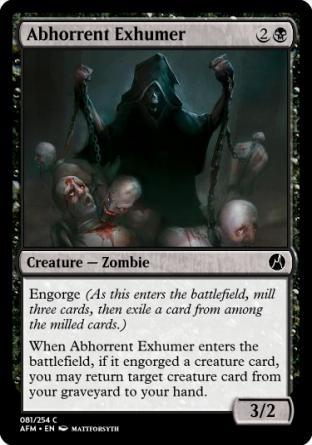 Abhorrent Exhumer 2
Creature — Zombie
Engorge (As this enters the battlefield, mill
three cards, then exile a card from among
the milled cards.)
When Abhorrent Exhumer enters the
battlefield, if it engorged a creature card,
you may return target creature card from
your graveyard to your hand.
3/2
081/254 C
AFM • EN MATTFORSYTH